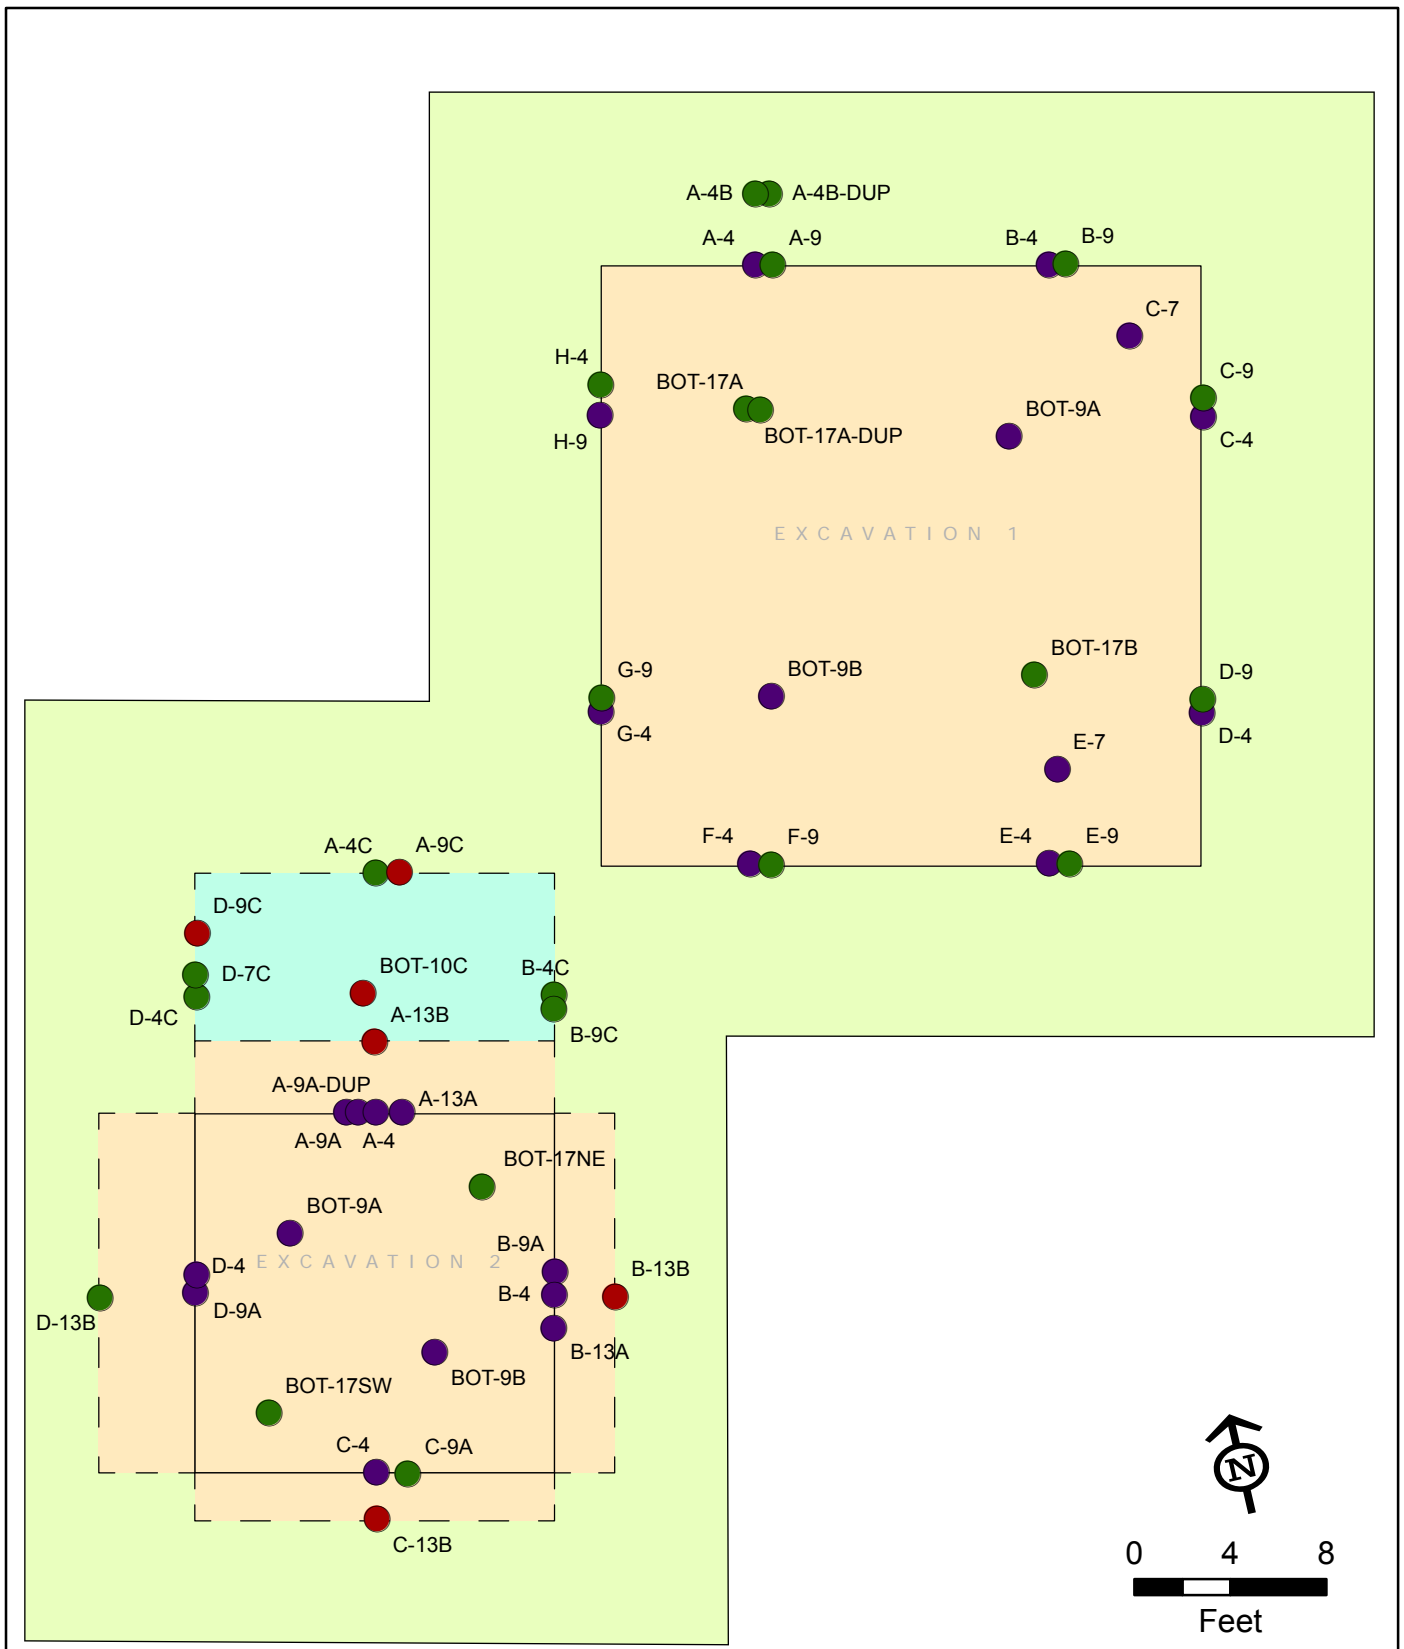 A-4B
A-4B-DUP
A-4
A-9
B-4
B-9
C-7
H-4
BOT-17A
C-9
BOT-9A
H-9
BOT-17A-DUP
C-4
EXCAVATION 1
G-9
BOT-9B
BOT-17B
D-9
G-4
D-4
E-7
F-4
F-9
E-4
E-9
A-4C
A-9C
D-9C
D-7C
BOT-10C
B-4C
D-4C
A-13B
B-9C
A-9A-DUP
A-13A
A-9A
A-4
BOT-17NE
BOT-9A
B-9A
EXCAVATION 2
D-4
B-13B
B-4
D-9A
D-13B
B-13A
BOT-9B
BOT-17SW
C-4
C-9A
C-13B
N
0 4 8
Feet